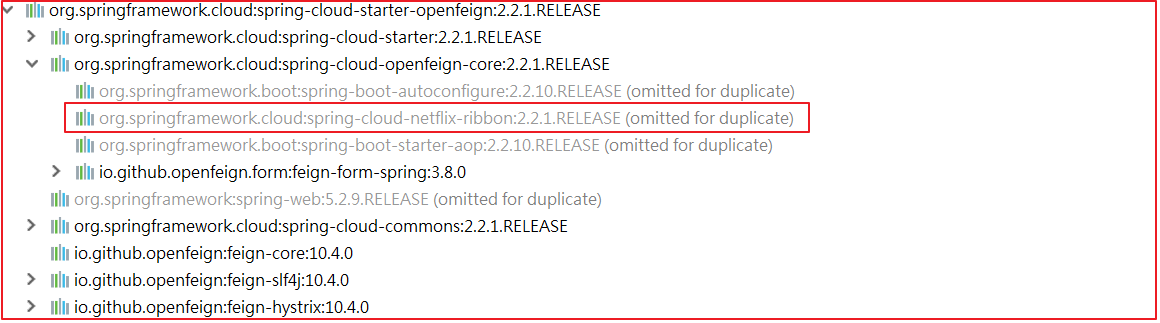 org.springframework.cloud:spring-cloud-starter-openfeign:2.2.1.RELEASE
org.springframework.cloud:spring-cloud-starter:2.2.1.RELEASE
org.springframework.cloud:spring-cloud-openfeign-core:2.2.1.RELEASE
org.springframework.boot:spring-boot-autoconfigure:2.2.10.RELEASE (omitted for duplicate)
org.springframework.cloud:spring-cloud-netflix-ribbon:2.2.1.RELEASE (omitted for duplicate)
org.springframework.boot:spring-boot-starter-aop:2.2.10.RELEASE (omitted for duplicate)
io.github.openfeign.form:feign-form-spring:3.8.0
org.springframework:spring-web:5.2.9.RELEASE (omitted for duplicate)
org.springframework.cloud:spring-cloud-commons:2.2.1.RELEASE
io.github.openfeign:feign-core:10.4.0
io.github.openfeign:feign-slf4j:10.4.0
io.github.openfeign:feign-hystrix:10.4.0